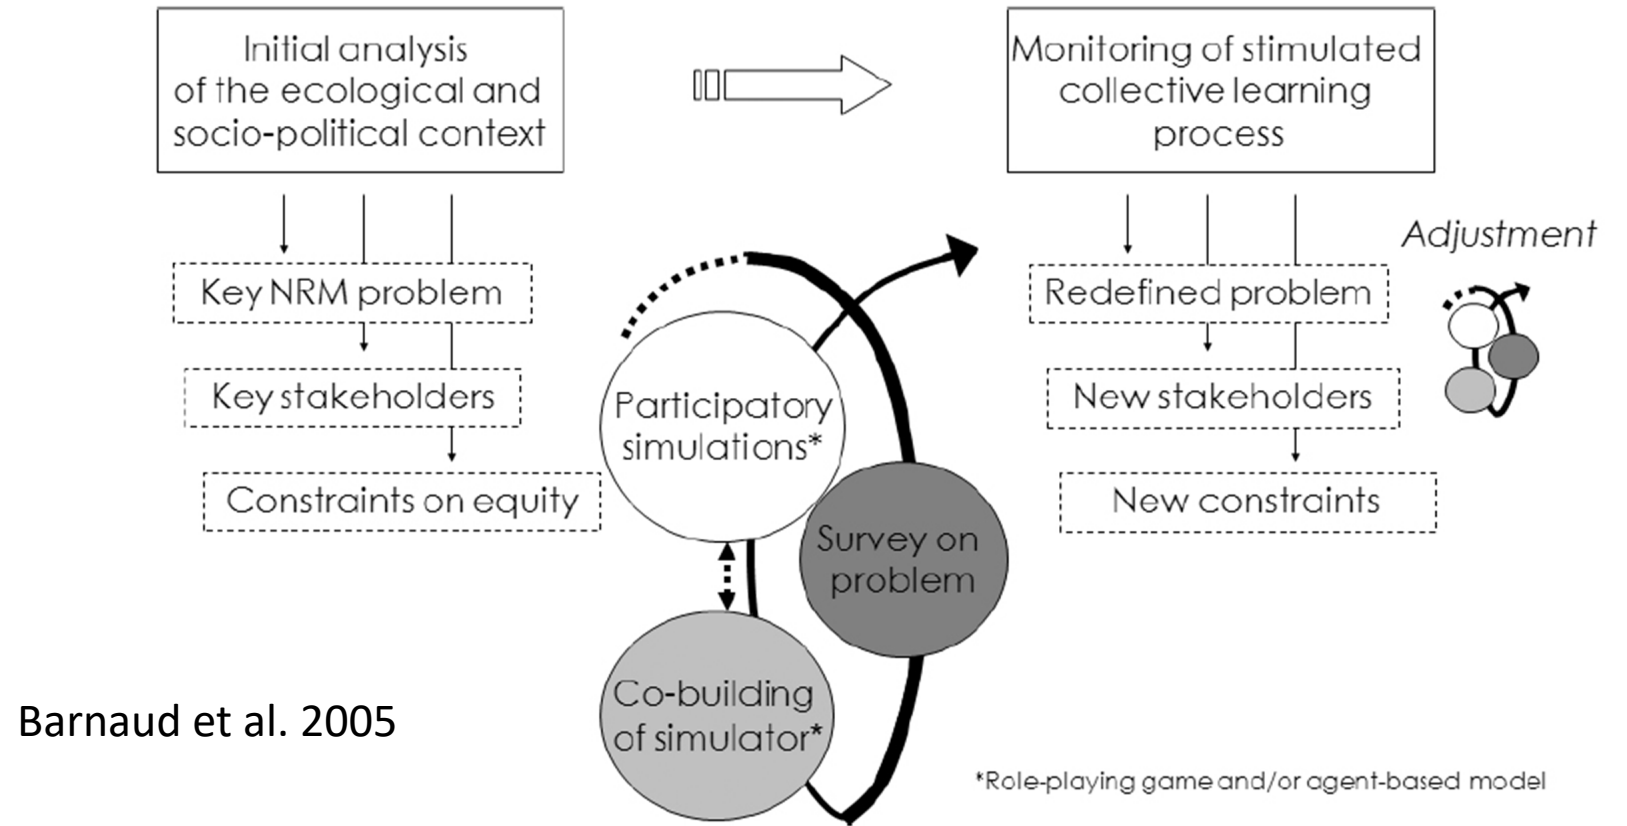 Initial analysis
of the ecological and
socio-political context
Monitoring of stimulated
collective learning
process
Adjustment
Key NRM problem
Key stakeholders
Constraints on equity
Participatory
simulations*
Survey on
problem
Co-building
of simulator*
Redefined problem
New stakeholders
New constraints
Barnaud et al. 2005
*Role-playing game and/or agent-based model